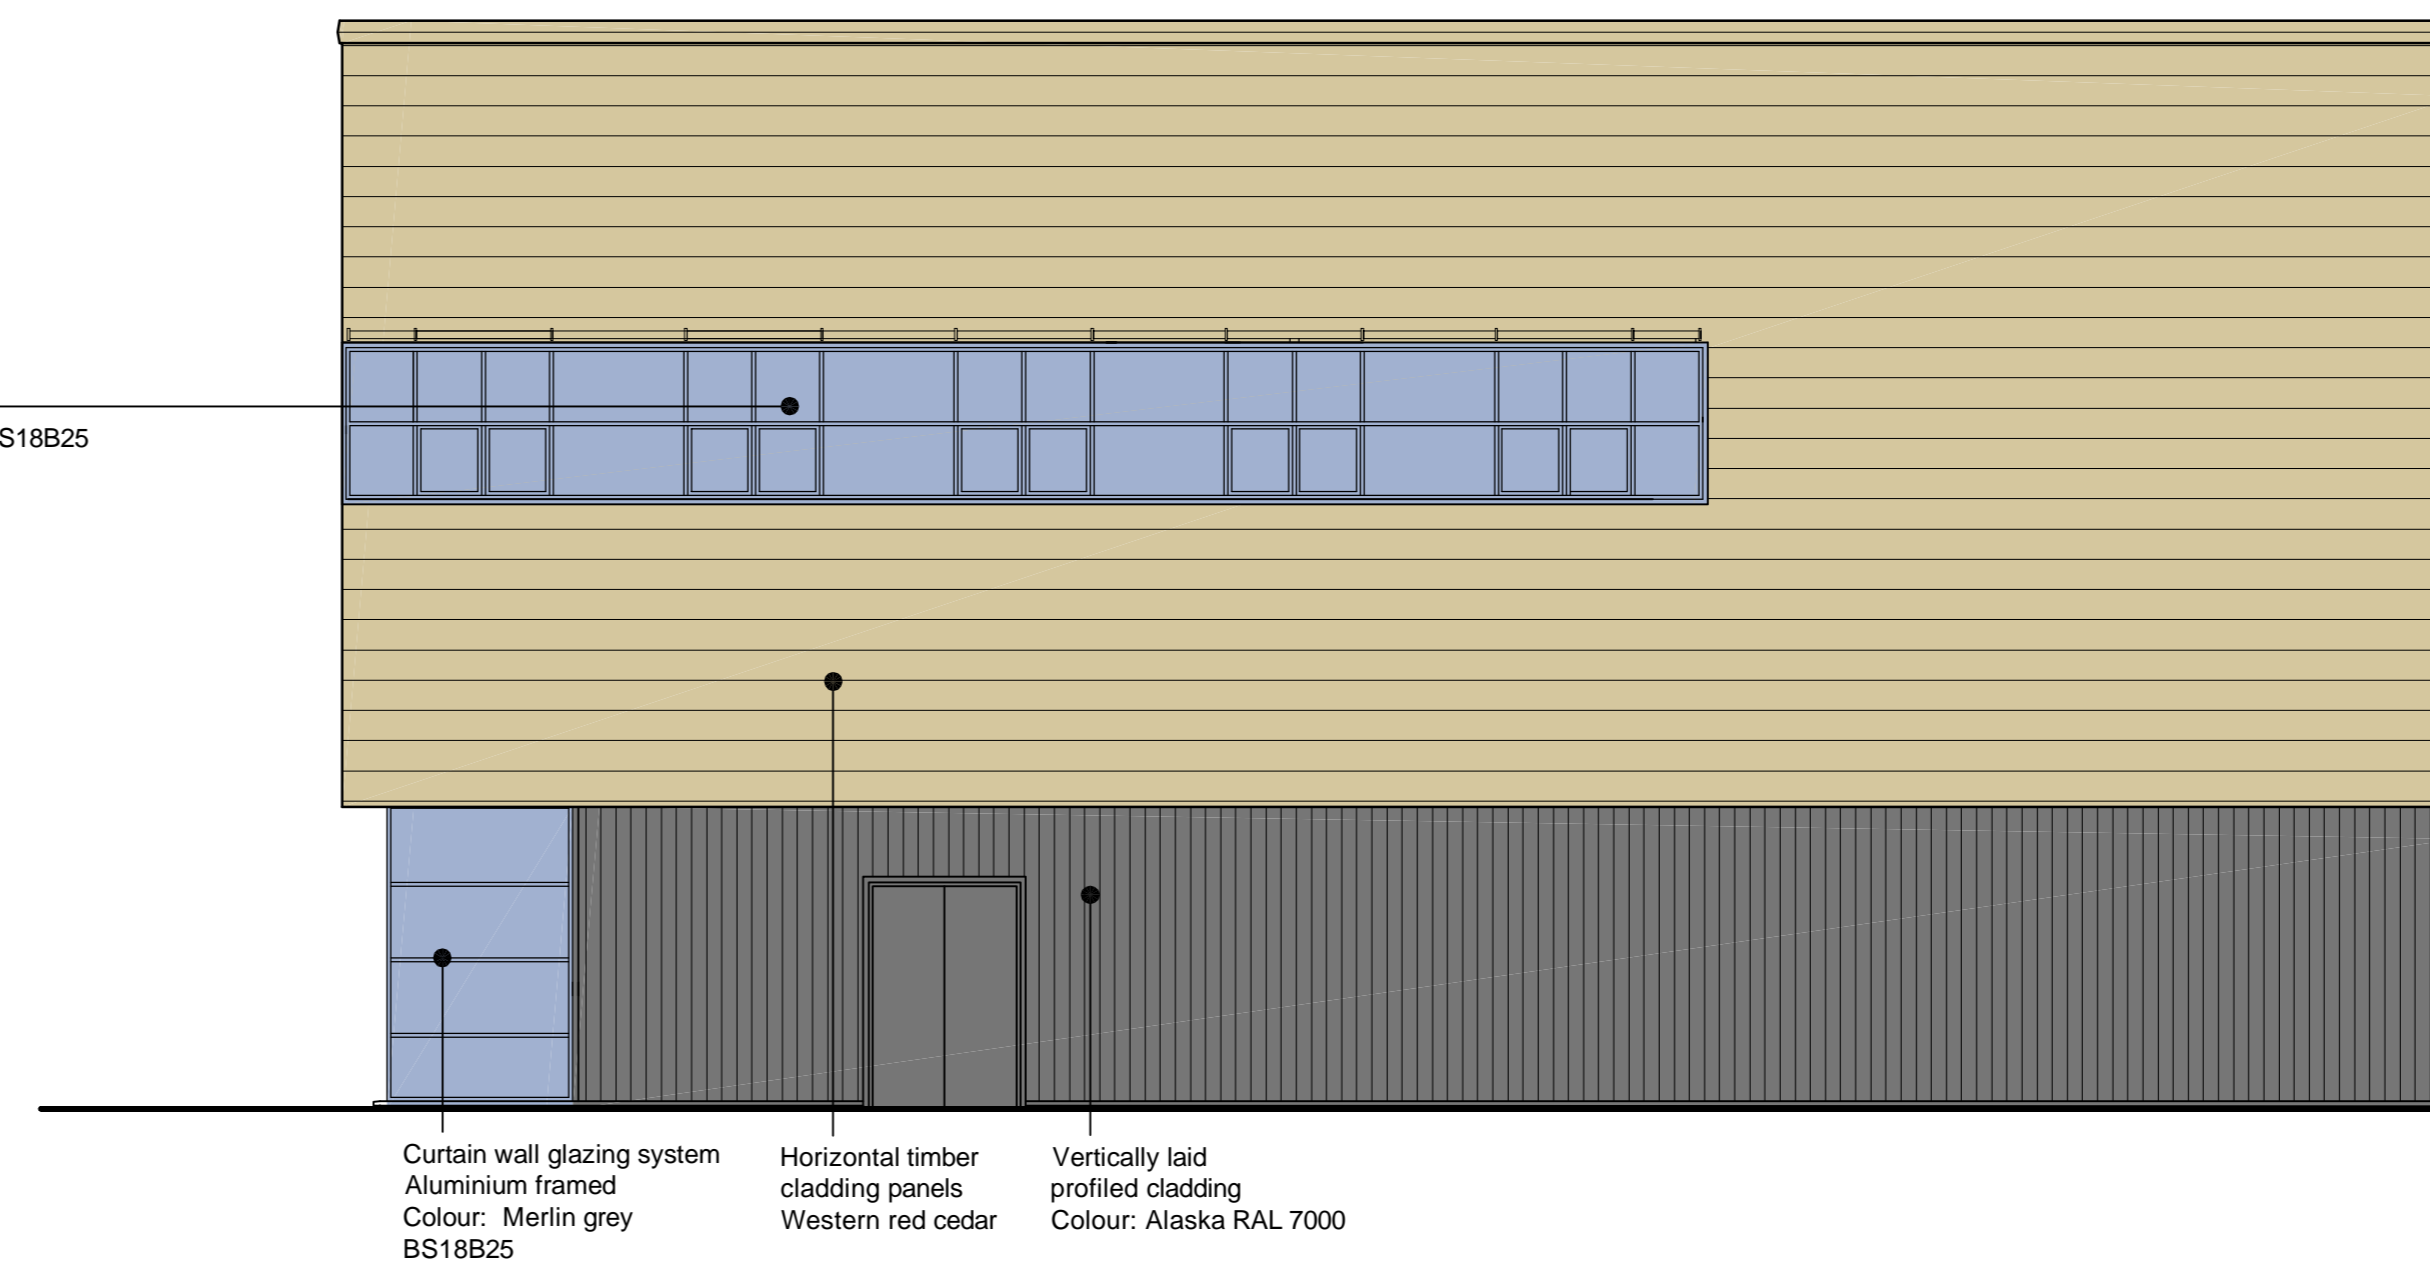 S18B25
Curtain wall glazing system
Aluminium framed
Colour: Merlin grey
BS18B25
Horizontal timber
cladding panels
Western red cedar
Vertically laid
profiled cladding
Colour: Alaska RAL 7000